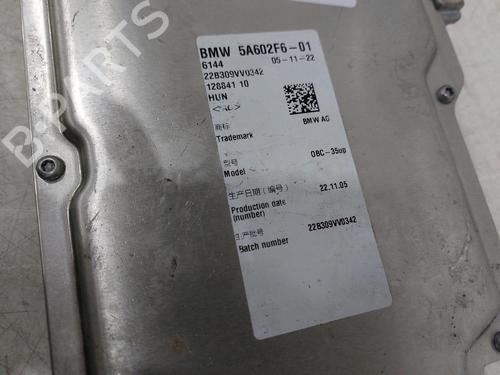 BMW 5A602F6-01
6144 05-11-22
22B309VV0342
128841 10
HUN
商标
Trademark BMW AG
型号
Model OBC-35up
生产日期（编号）
Production date 22.11.05
(number)
生产批号
Batch number 22B309VV0342
B-PARTS